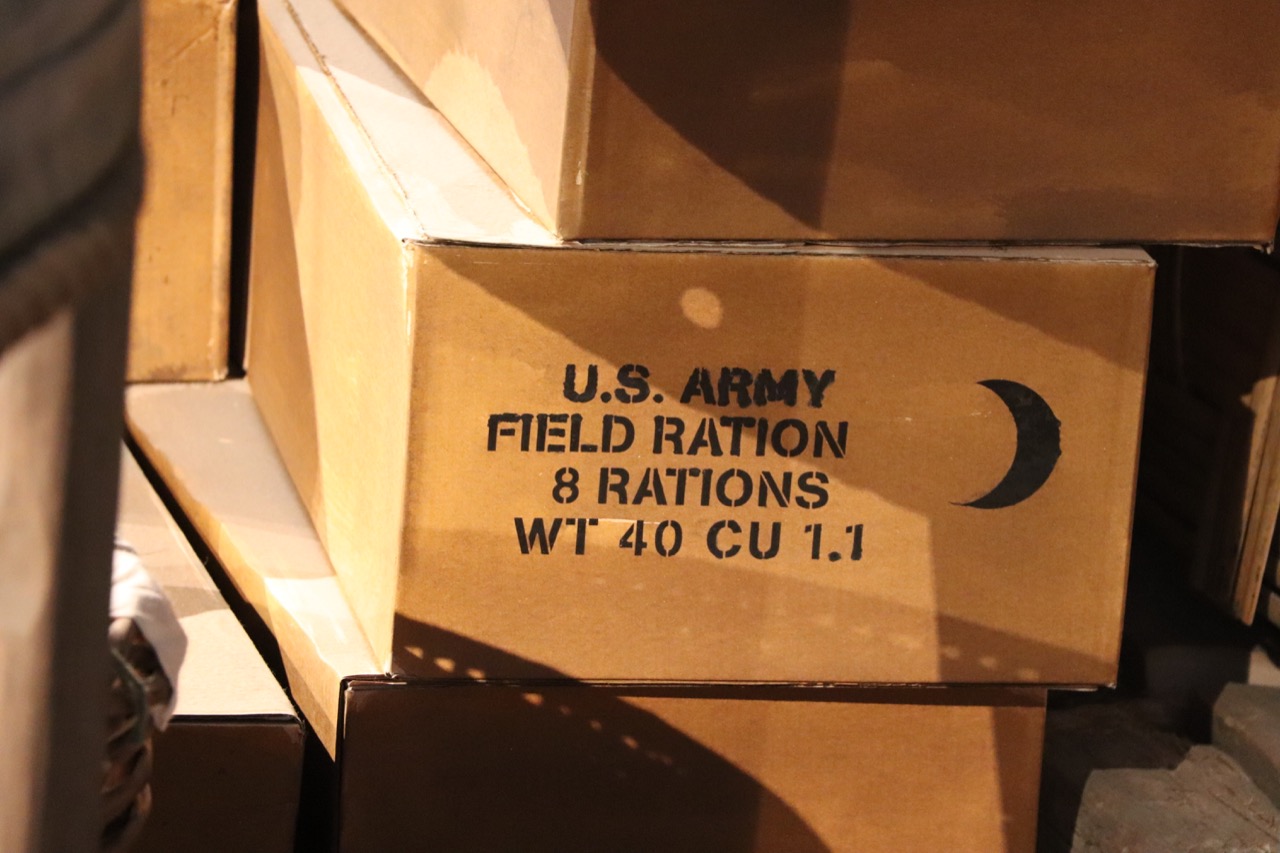 U.S. ARMY
FIELD RATION
8 RATIONS
WT 40 CU 1.1